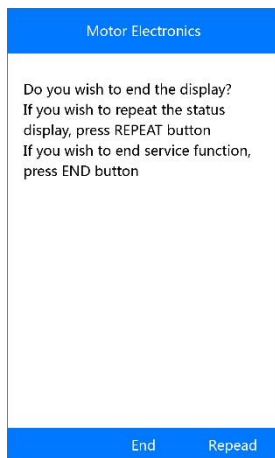 Motor Electronics
Do you wish to end the display?
If you wish to repeat the status
display, press REPEAT button
If you wish to end service function,
press END button
End Repead